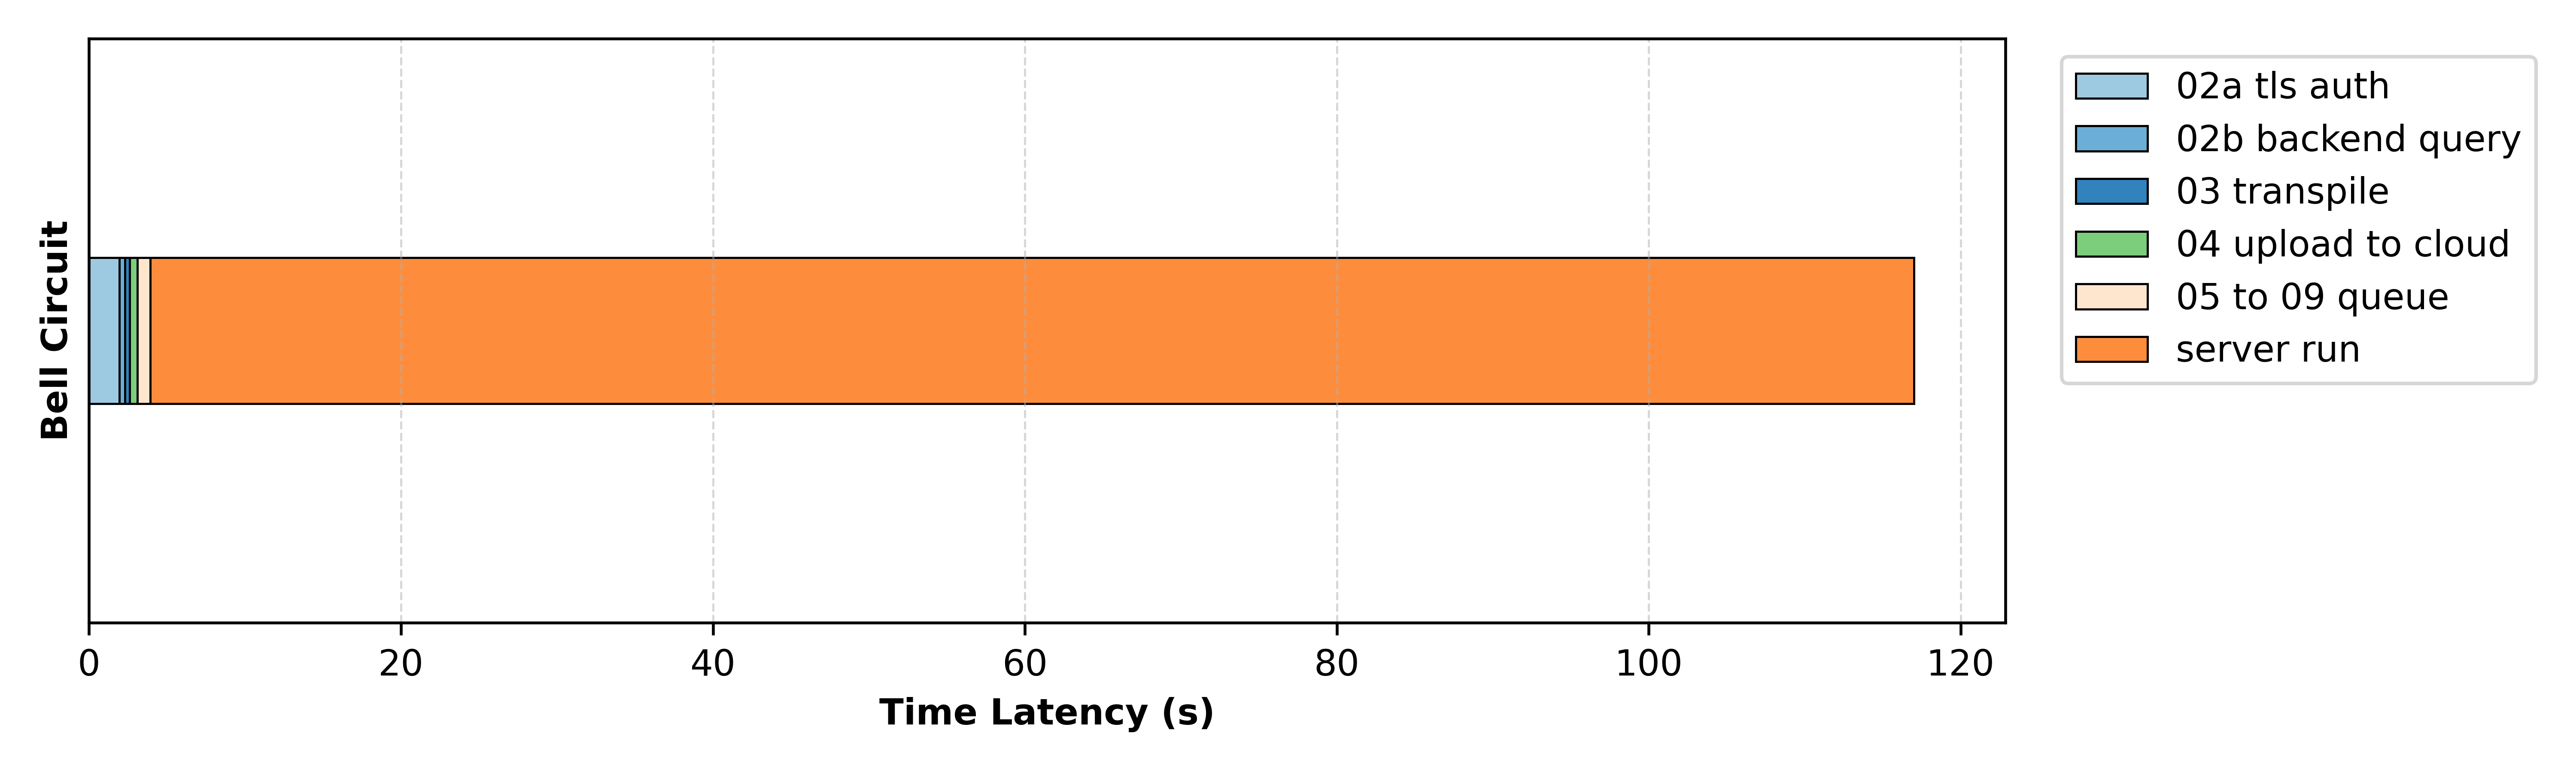 Bell Circuit
0 20 40 60 80 100 120
Time Latency (s)
02a tls auth
02b backend query
03 transpile
04 upload to cloud
05 to 09 queue
server run